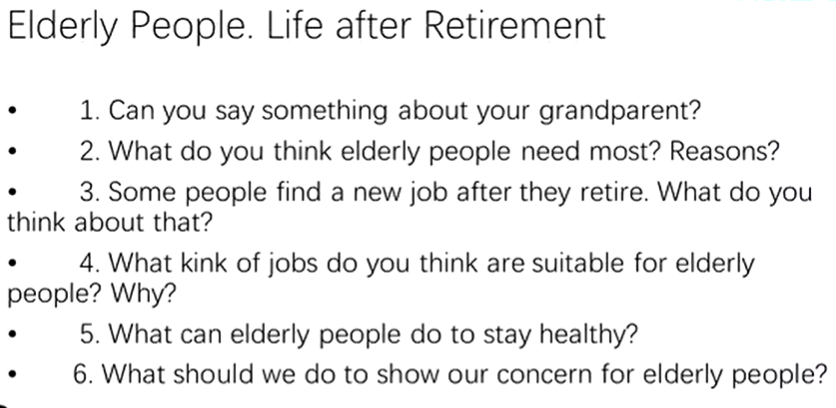 Elderly People. Life after Retirement
• 1. Can you say something about your grandparent?
• 2. What do you think elderly people need most? Reasons?
• 3. Some people find a new job after they retire. What do you
think about that?
• 4. What kink of jobs do you think are suitable for elderly
people? Why?
• 5. What can elderly people do to stay healthy?
• 6. What should we do to show our concern for elderly people?